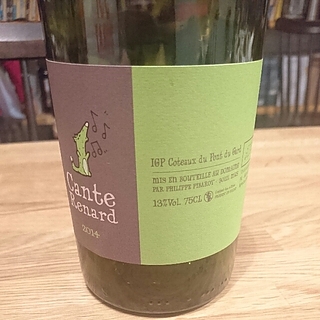 Cante
Renard
2014
IGP Coteaux du Pont du Gard
MIS EN BOUTEILLE AU DOMAINE
PAR PHILIPPE
13%Vol. 75CL